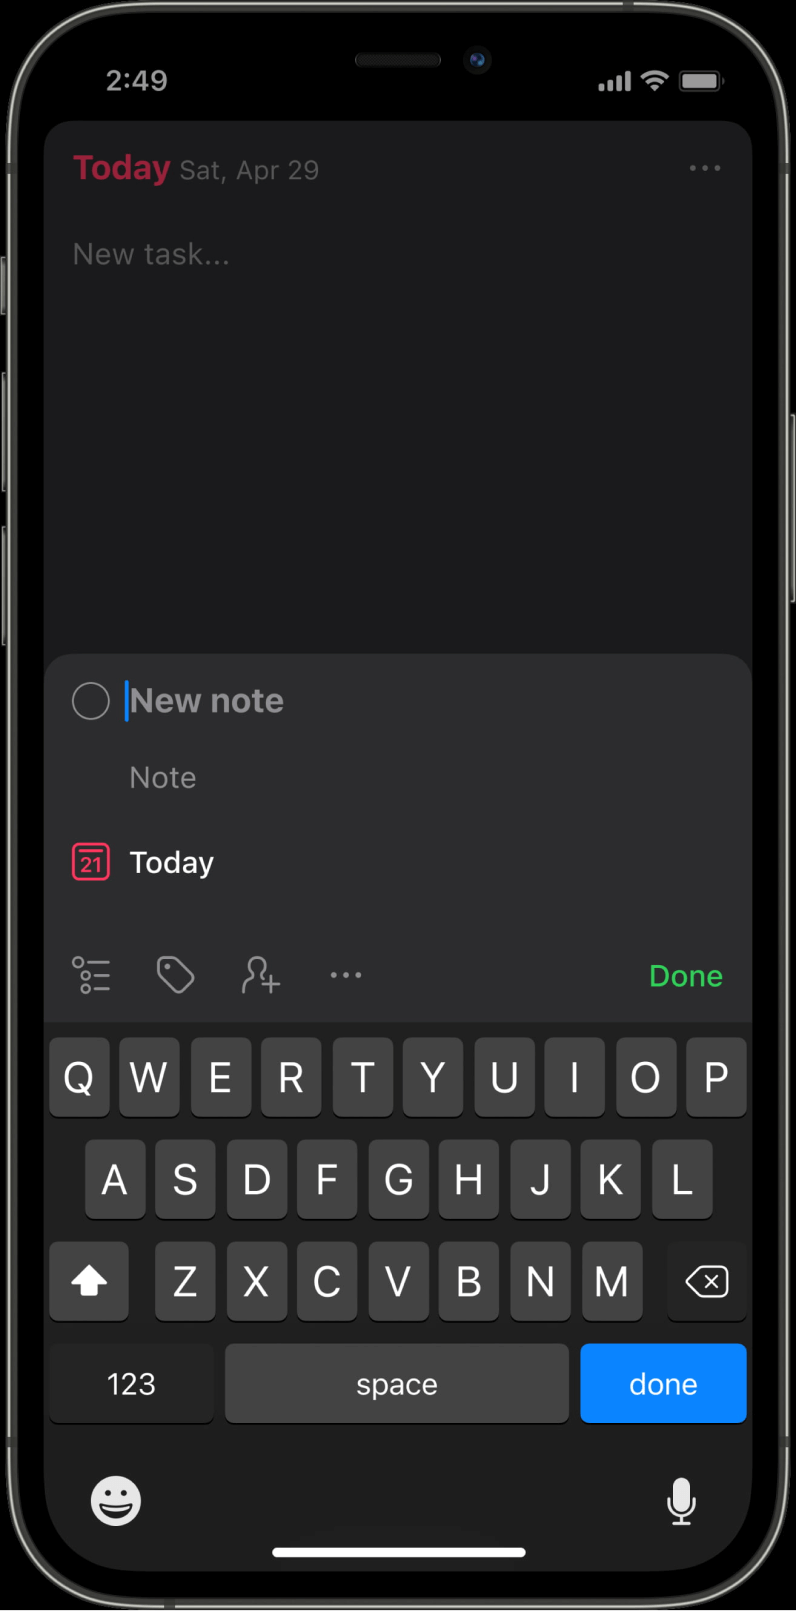 2:49
Today Sat, Apr 29
New task...
New note
Note
21 Today
Done
Q W E R T Y U I O P
A S D F G H J K L
Z X C V B N M
123 space done